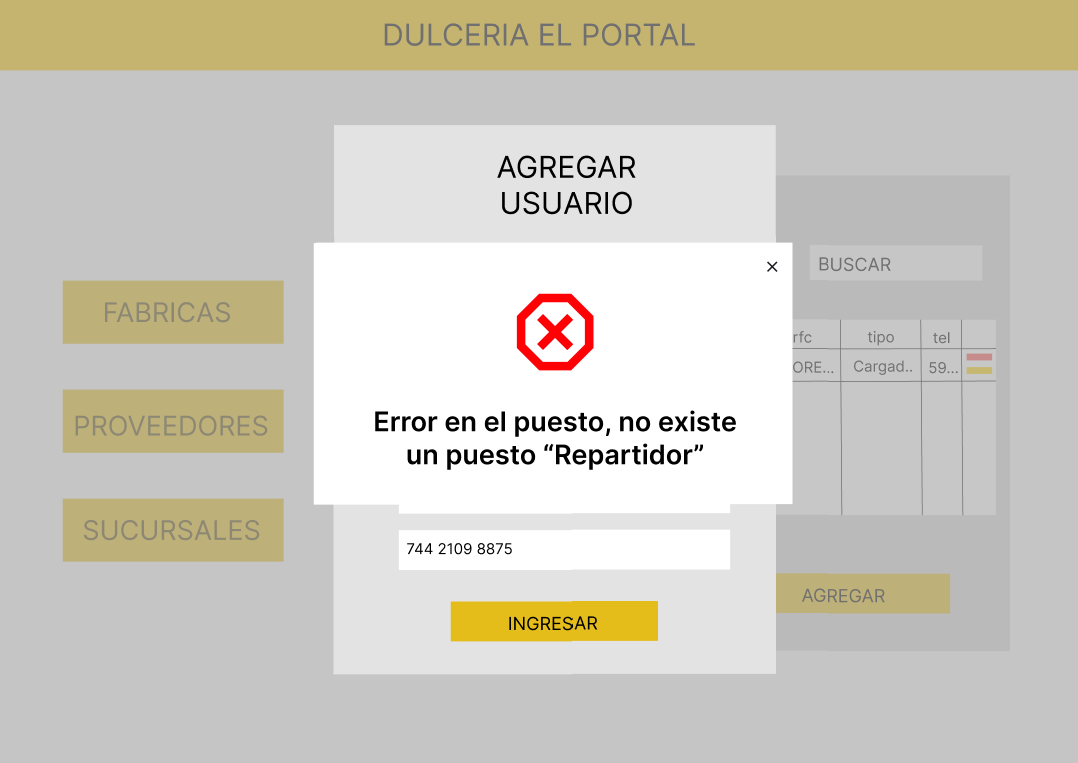 DULCERIA EL PORTAL
AGREGAR
USUARIO
BUSCAR
FABRICAS
PROVEEDORES
SUCURSALES
rfc tipo tel
ORE... Cargad.. 59...
Error en el puesto, no existe
un puesto “Repartidor”
744 2109 8875
INGRESAR
AGREGAR